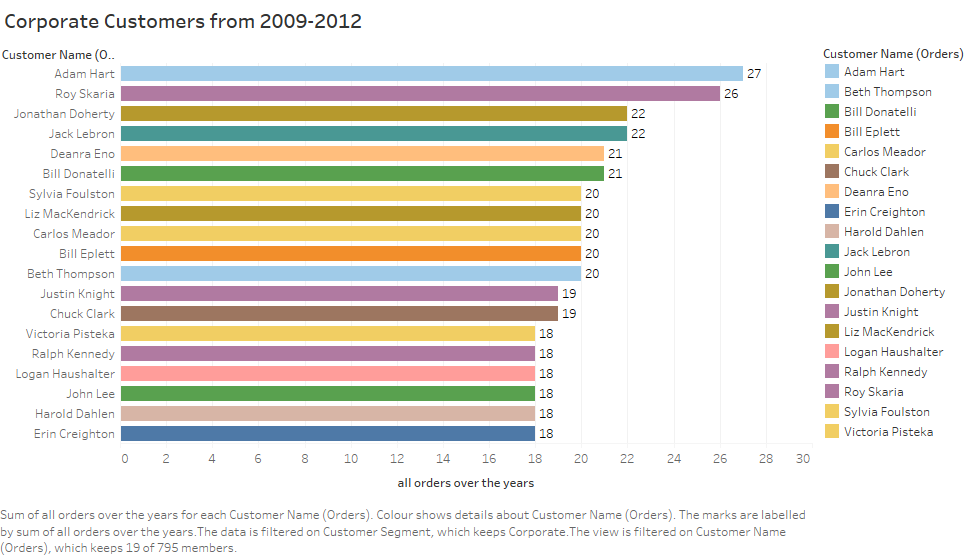 Corporate Customers from 2009-2012
Customer Name (O..
Adam Hart 27
Roy Skaria 26
Jonathan Doherty 22
Jack Lebron 22
Deanra Eno 21
Bill Donatelli 21
Sylvia Foulston 20
Liz MacKendrick 20
Carlos Meador 20
Bill Eplett 20
Beth Thompson 20
Justin Knight 19
Chuck Clark 19
Victoria Pisteka 18
Ralph Kennedy 18
Logan Haushalter 18
John Lee 18
Harold Dahlen 18
Erin Creighton 18
0 2 4 6 8 10 12 14 16 18 20 22 24 26 28 30
all orders over the years
Customer Name (Orders)
Adam Hart
Beth Thompson
Bill Donatelli
Bill Eplett
Carlos Meador
Chuck Clark
Deanra Eno
Erin Creighton
Harold Dahlen
Jack Lebron
John Lee
Jonathan Doherty
Justin Knight
Liz MacKendrick
Logan Haushalter
Ralph Kennedy
Roy Skaria
Sylvia Foulston
Victoria Pisteka
Sum of all orders over the years for each Customer Name (Orders). Colour shows details about Customer Name (Orders). The marks are labelled
by sum of all orders over the years.The data is filtered on Customer Segment, which keeps Corporate.The view is filtered on Customer Name
(Orders), which keeps 19 of 795 members.